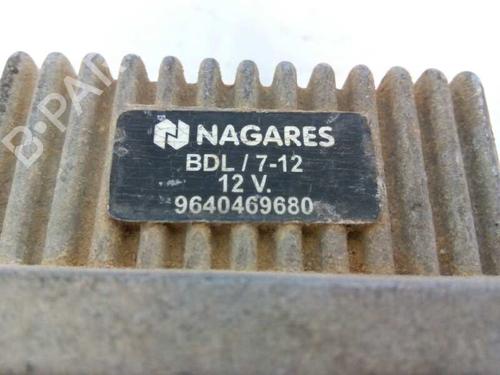 B-PARTS
NAGARES
BDL / 7-12
12 V.
9640469680